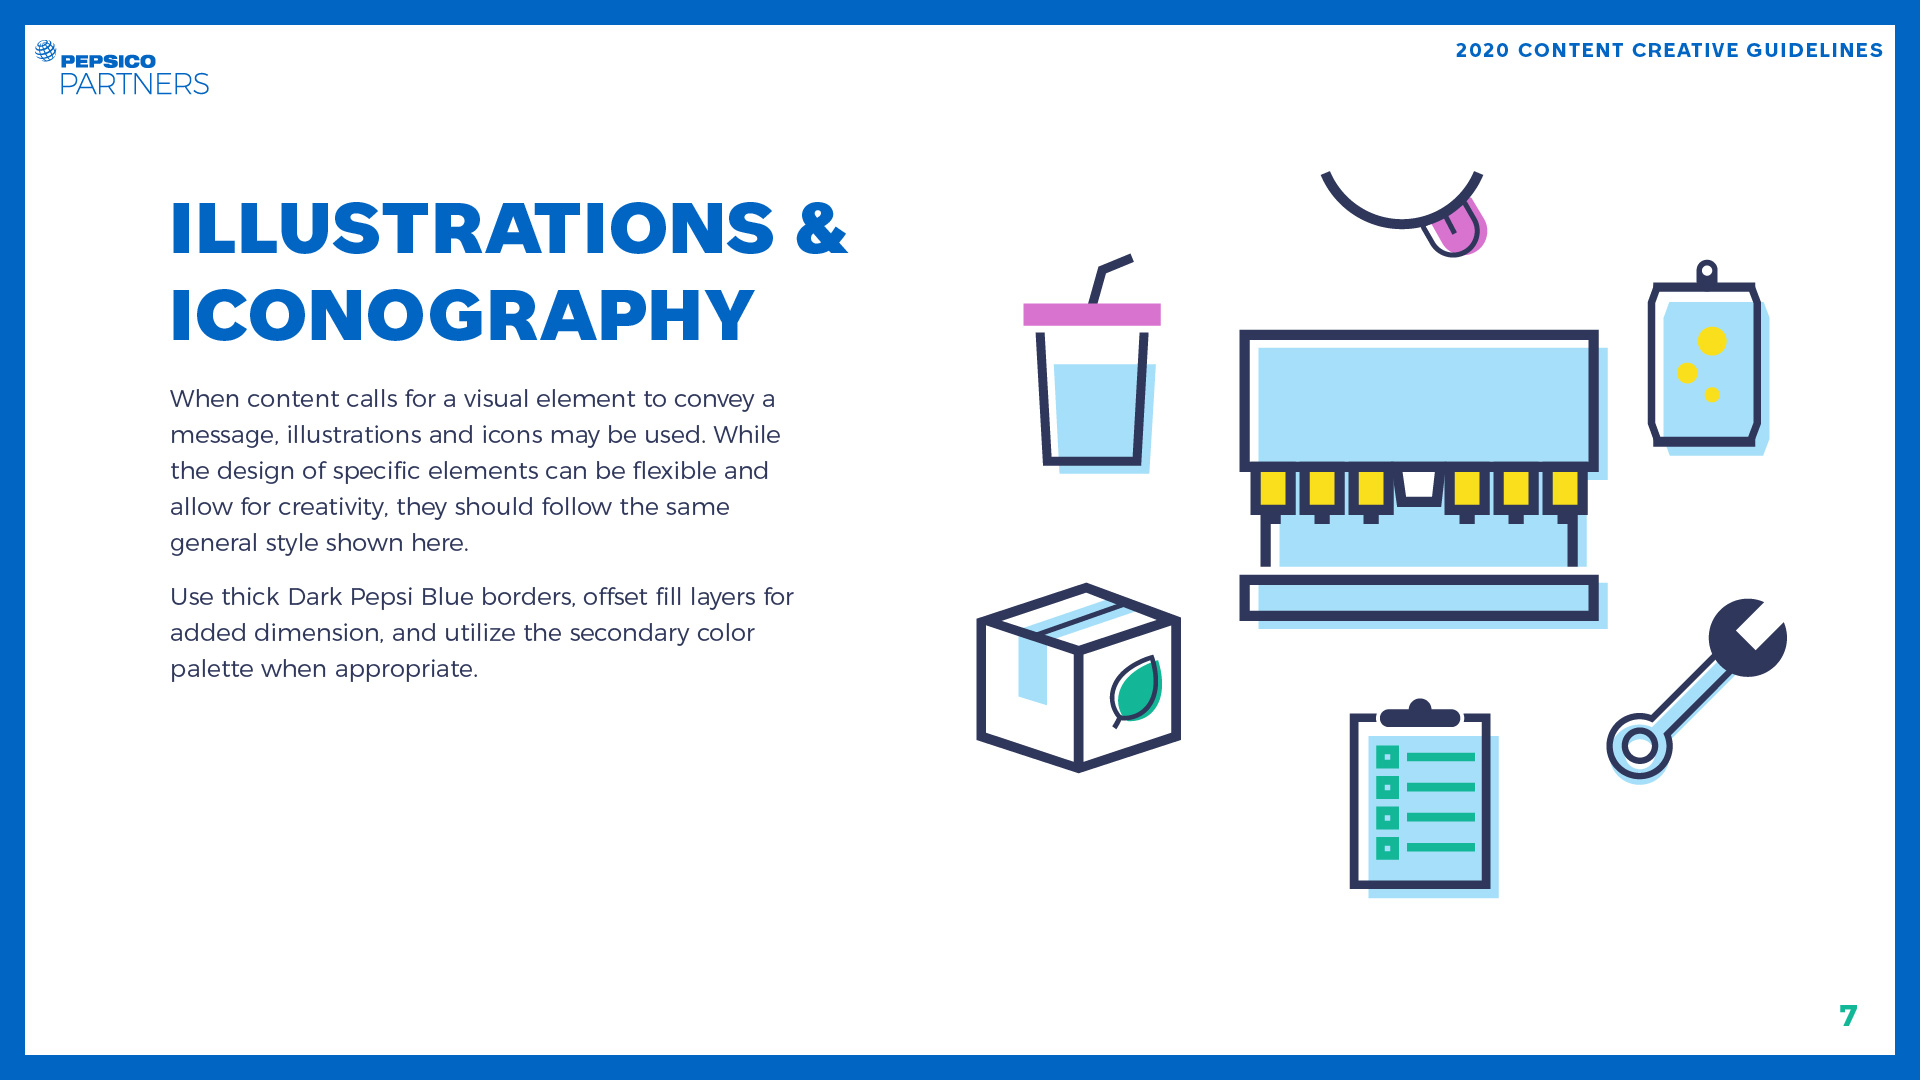 PEPSICO
PARTNERS
2020 CONTENT CREATIVE GUIDELINES
ILLUSTRATIONS &
ICONOGRAPHY
When content calls for a visual element to convey a
message, illustrations and icons may be used. While
the design of specific elements can be flexible and
allow for creativity, they should follow the same
general style shown here.
Use thick Dark Pepsi Blue borders, offset fill layers for
added dimension, and utilize the secondary color
palette when appropriate.
7